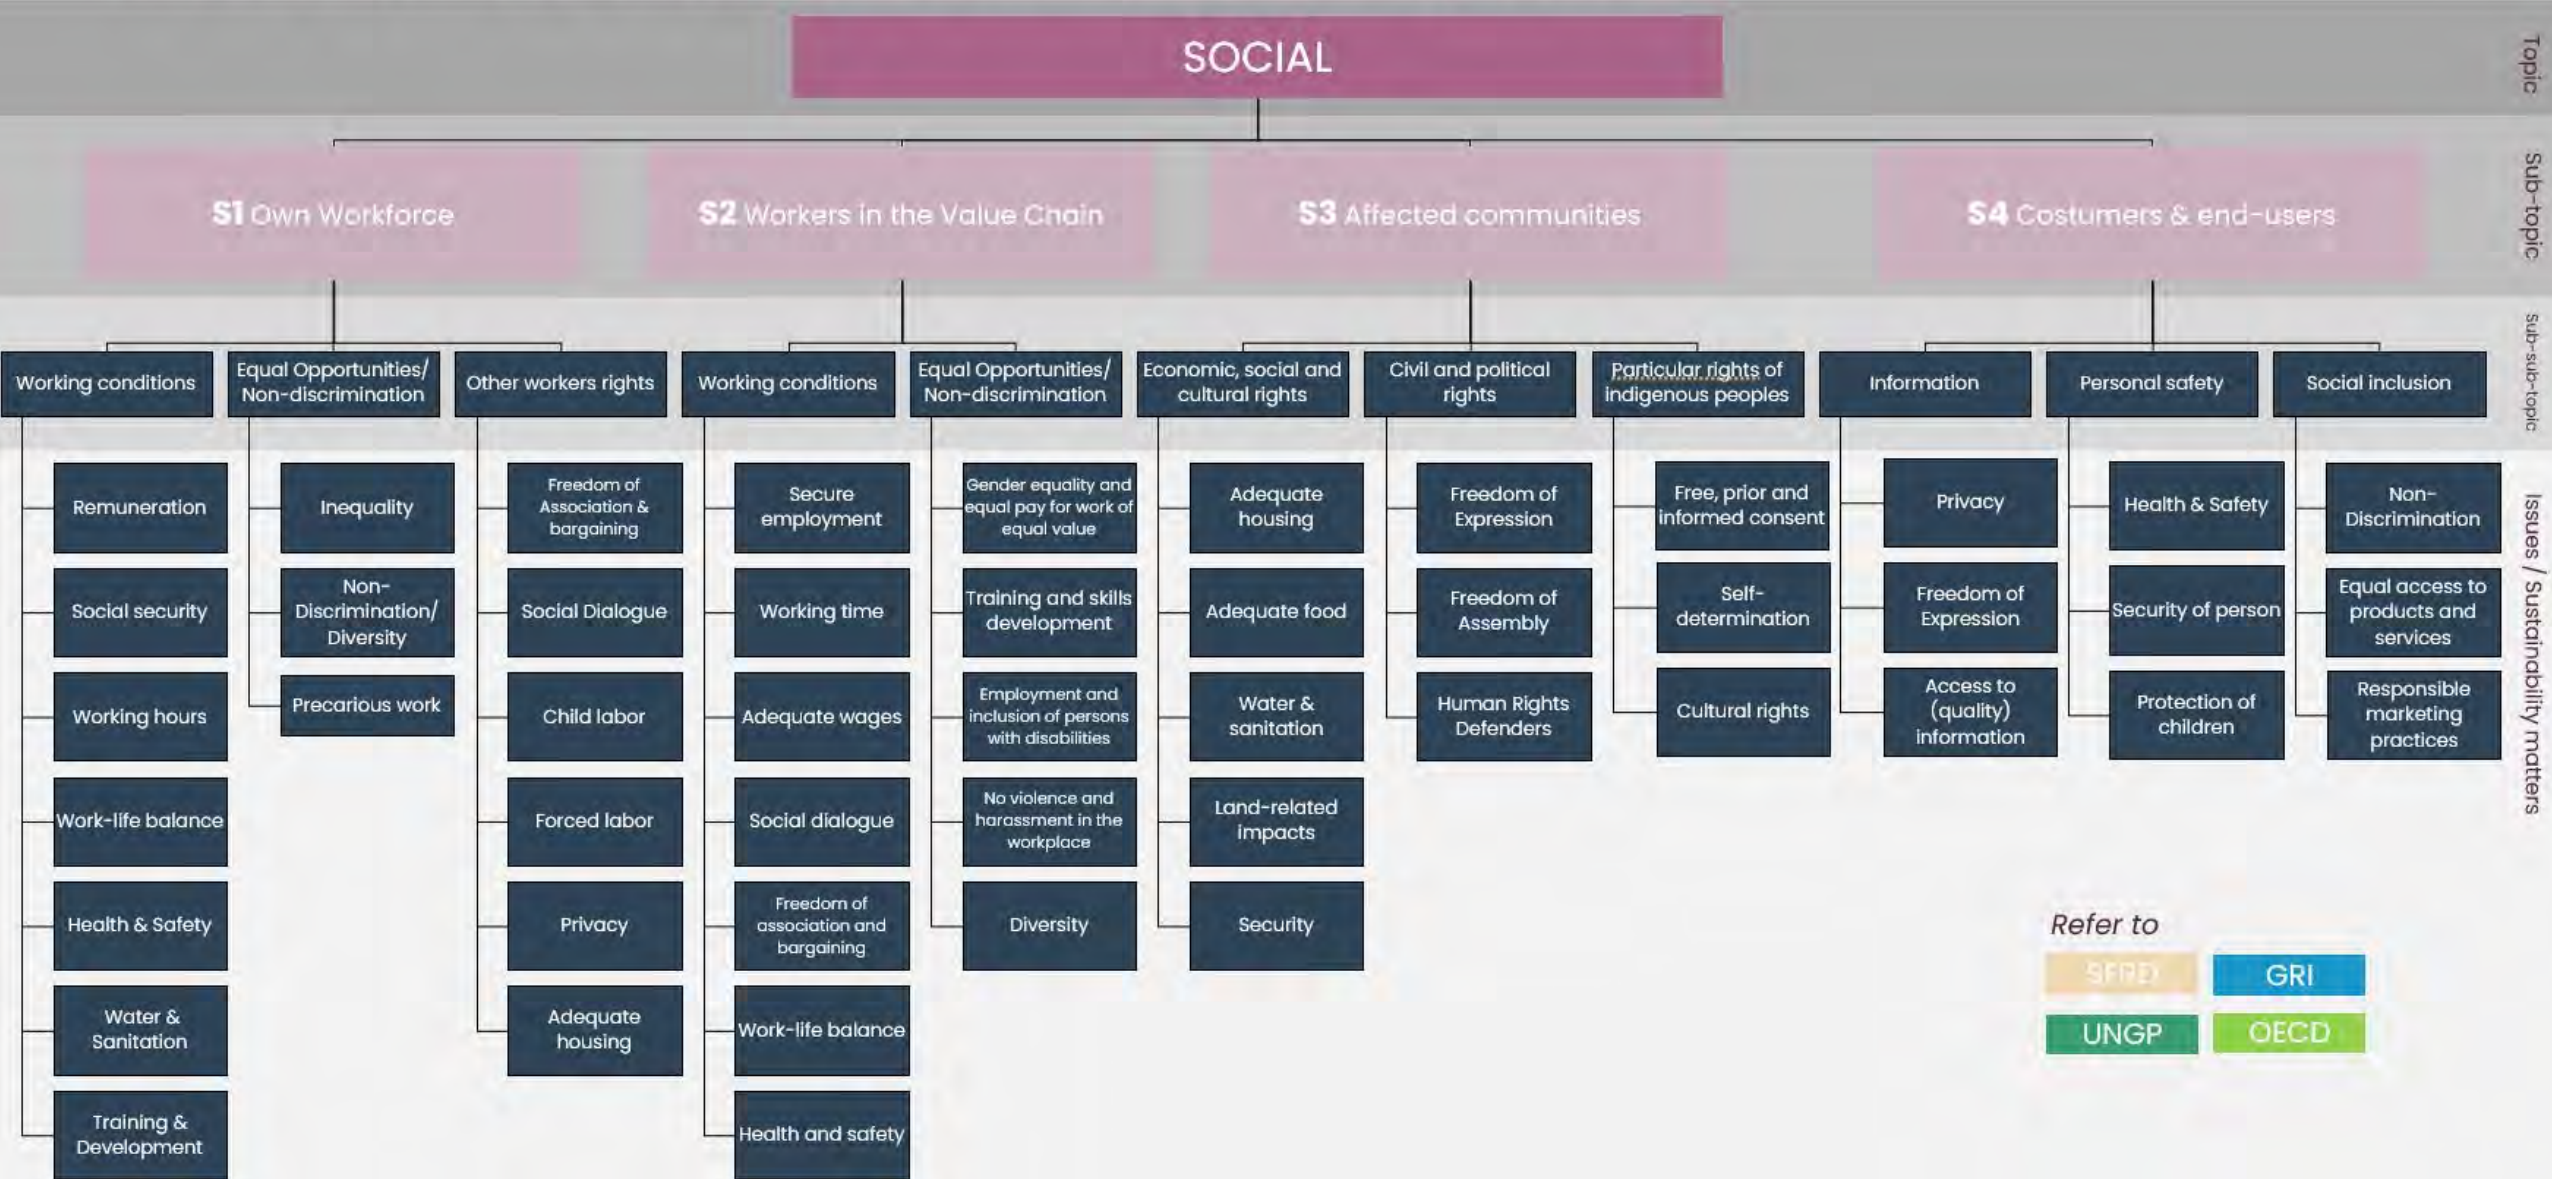 SOCIAL
Topic
S1 Own Workforce
S2 Workers in the Value Chain
S3 Affected communities
S4 Costumers & end-users
Sub-topic
Working conditions
Equal Opportunities/
Non-discrimination
Other workers rights
Working conditions
Equal Opportunities/
Non-discrimination
Economic, social and
cultural rights
Civil and political
rights
Particular rights of
indigenous peoples
Information
Personal safety
Social inclusion
Sub-sub-topic
Remuneration
Social security
Working hours
Work-life balance
Health & Safety
Water &
Sanitation
Training &
Development
Inequality
Non-
Discrimination/
Diversity
Precarious work
Freedom of
Association &
bargaining
Social Dialogue
Child labor
Forced labor
Privacy
Adequate
housing
Secure
employment
Working time
Adequate wages
Social dialogue
Freedom of
association and
bargaining
Work-life balance
Health and safety
Gender equality and
equal pay for work of
equal value
Training and skills
development
Employment and
inclusion of persons
with disabilities
No violence and
harassment in the
workplace
Diversity
Adequate
housing
Adequate food
Water &
sanitation
Land-related
impacts
Security
Freedom of
Expression
Freedom of
Assembly
Human Rights
Defenders
Free, prior and
informed consent
Self-
determination
Cultural rights
Privacy
Freedom of
Expression
Access to
(quality)
information
Health & Safety
Security of person
Protection of
children
Non-
Discrimination
Equal access to
products and
services
Responsible
marketing
practices
Issues / Sustainability matters
Refer to
GRI
UNGP
OECD